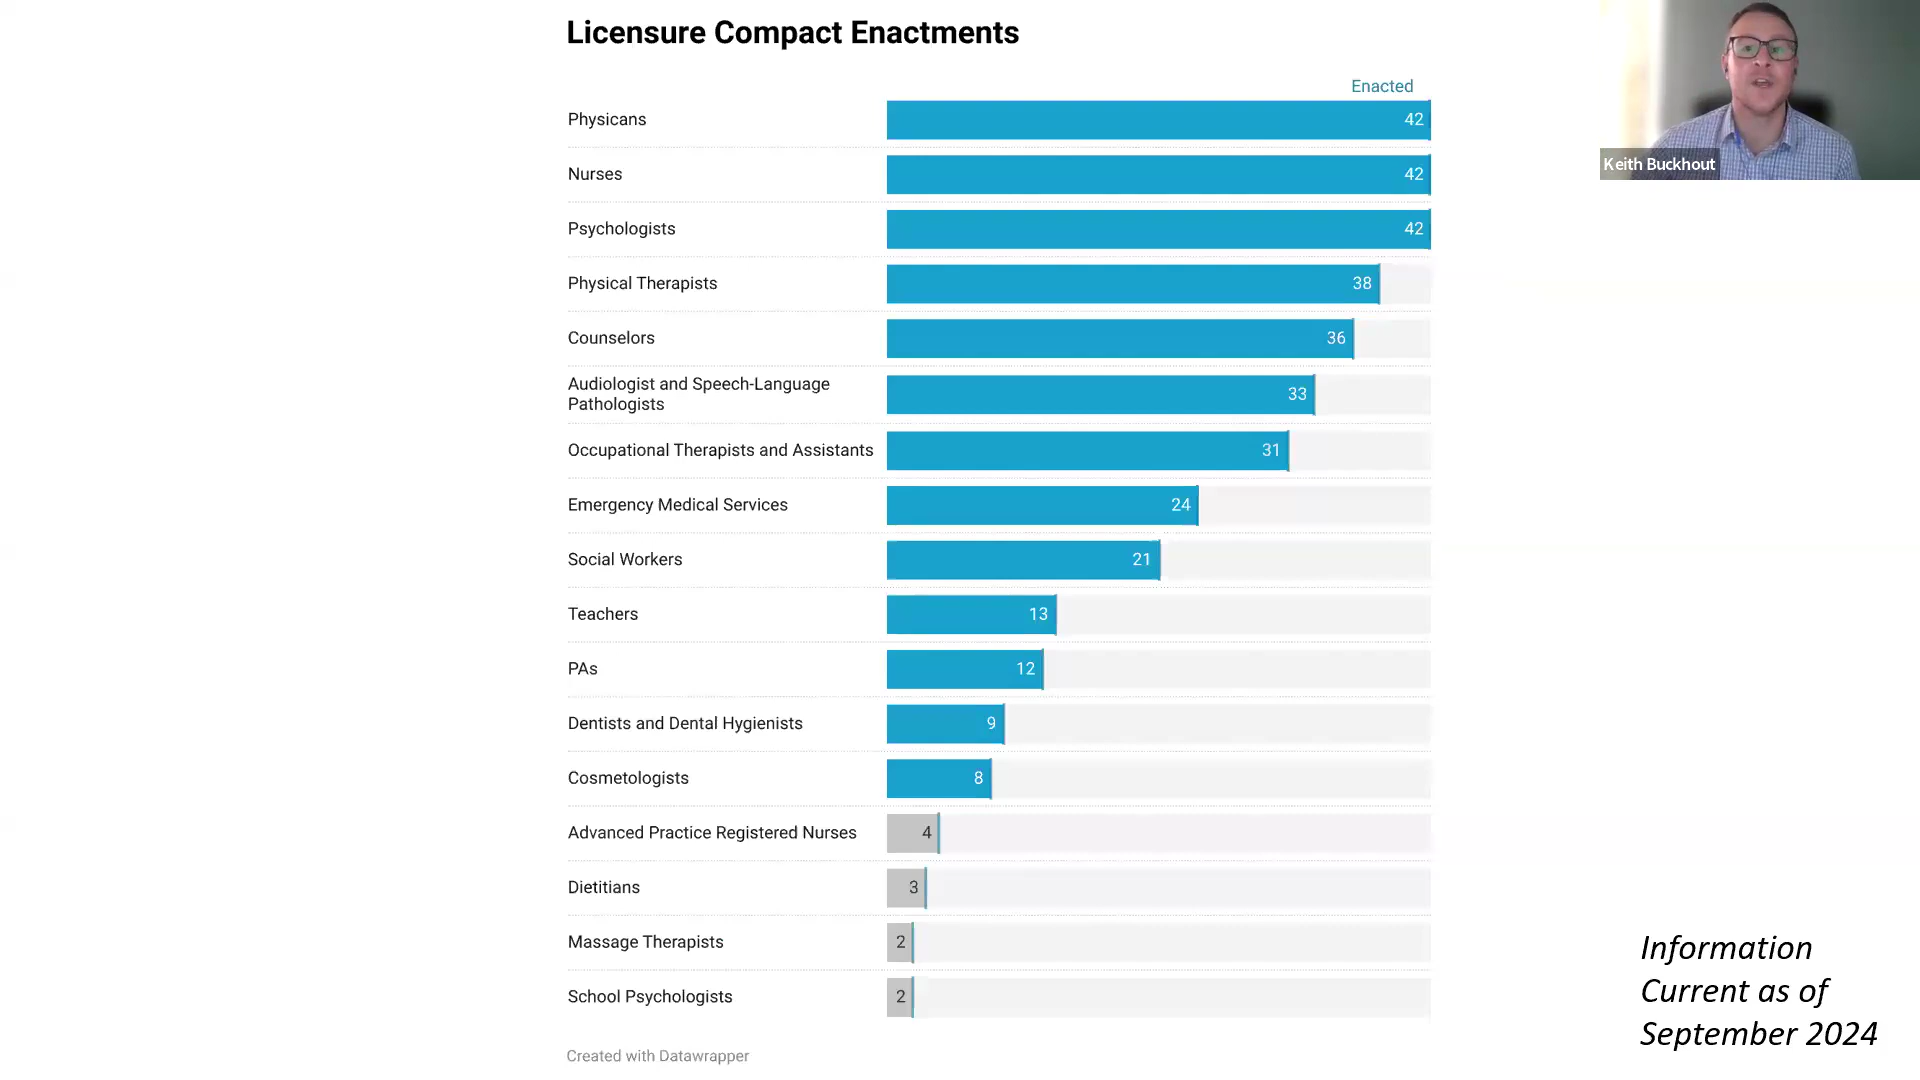 Licensure Compact Enactments
Enacted
Physicans 42
Nurses 42
Psychologists 42
Physical Therapists 38
Counselors 36
Audiologist and Speech-Language
Pathologists 33
Occupational Therapists and Assistants 31
Emergency Medical Services 24
Social Workers 21
Teachers 13
PAs 12
Dentists and Dental Hygienists 9
Cosmetologists 8
Advanced Practice Registered Nurses 4
Dietitians 3
Massage Therapists 2
School Psychologists 2
Created with Datawrapper
Keith Buckhout
Information
Current as of
September 2024